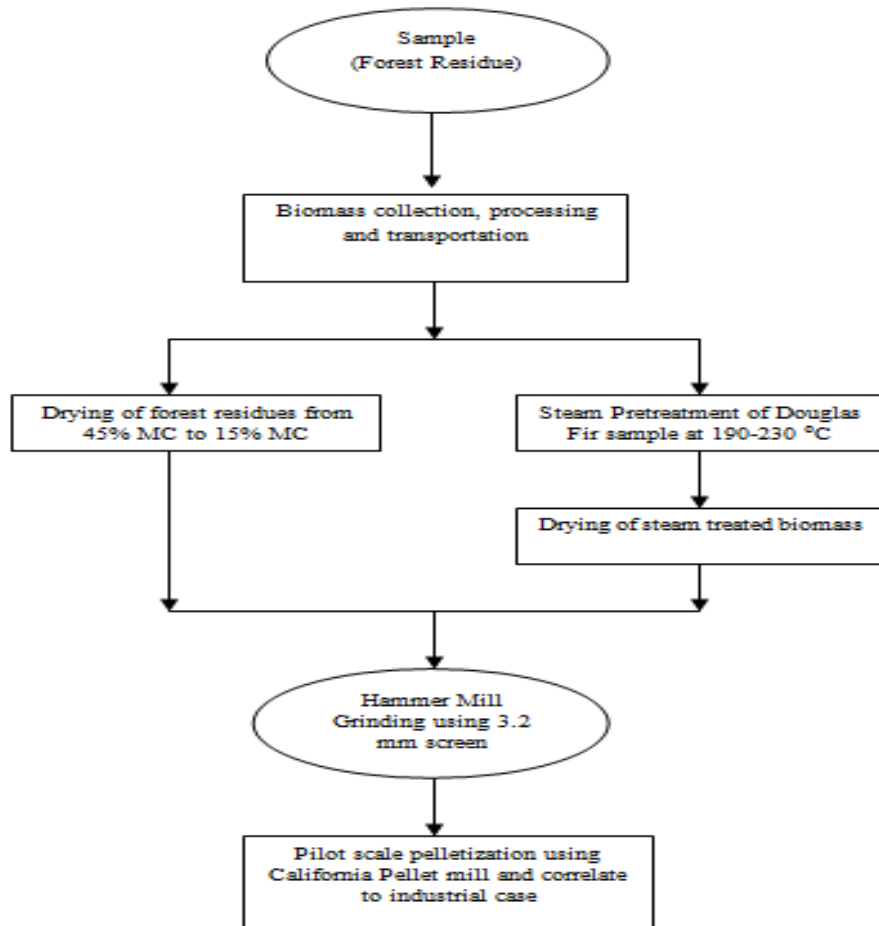 Sample
(Forest Residue)
Biomass collection, processing
and transportation
Drying of forest residues from
45% MC to 15% MC
Steam Pretreatment of Douglas
Fir sample at 190-230 °C
Drying of steam treated biomass
Hammer Mill
Grinding using 3.2
mm screen
Pilot scale pelletization using
California Pellet mill and correlate
to industrial case